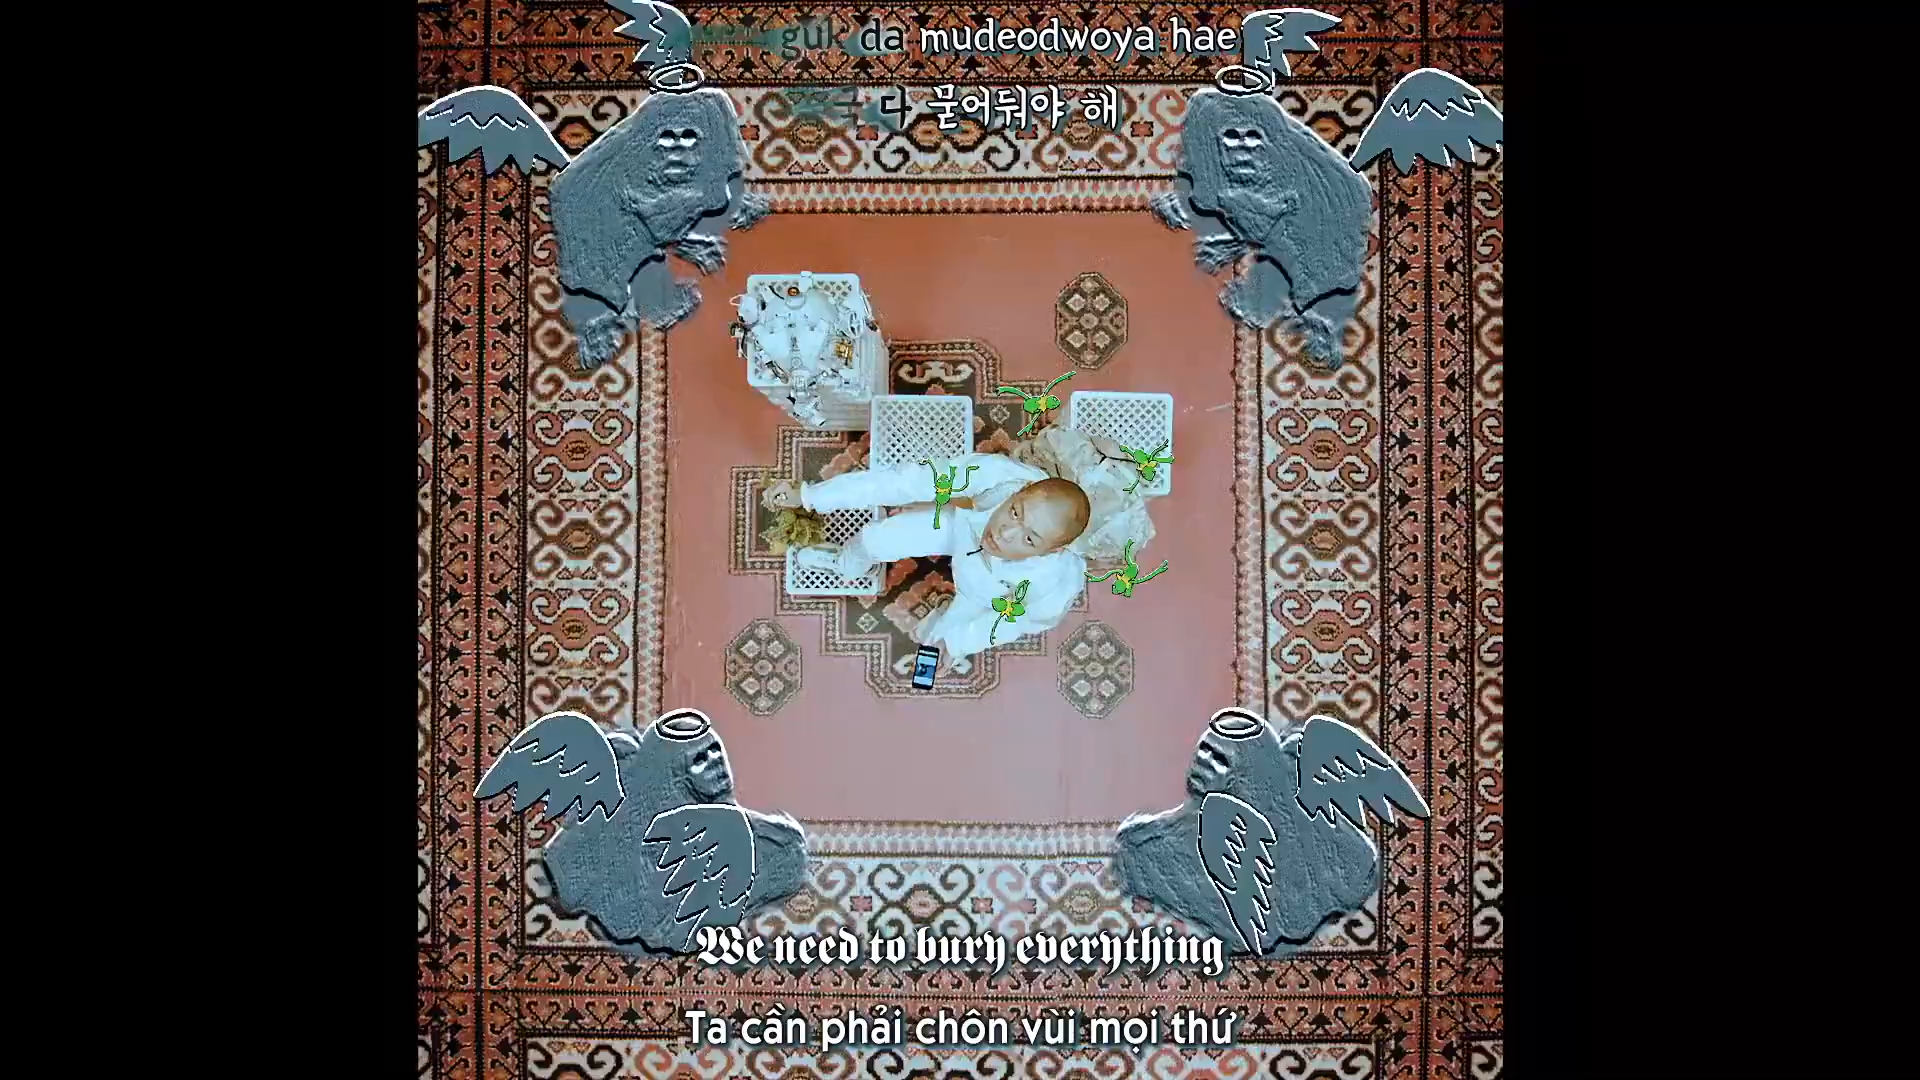 guk da mudeodwoya hae
국 다 묻어둬야 해
We need to bury everything
Ta cần phải chôn vùi mọi thứ